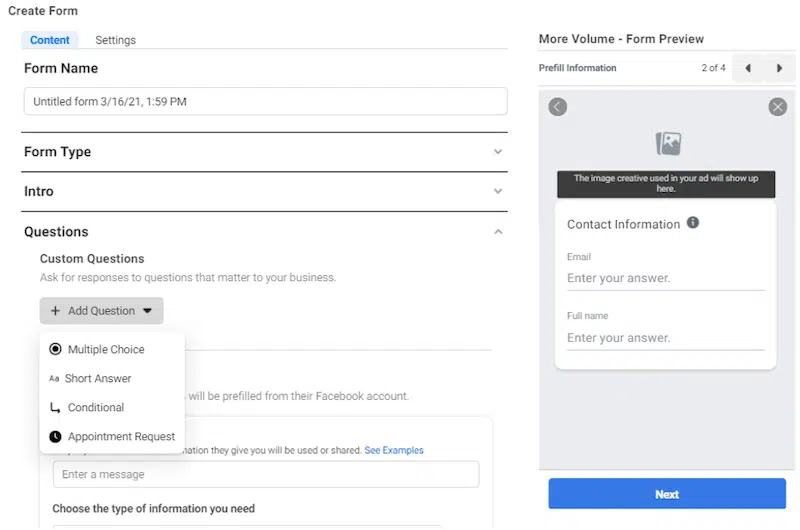 Create Form
Content
Settings
Form Name
Untitled form 3/16/21, 1:59 PM
Form Type
Intro
Questions
Custom Questions
Ask for responses to questions that matter to your business.
+ Add Question
Multiple Choice
Aa Short Answer
Conditional
Appointment Request
will be prefilled from their Facebook account.
they give you will be used or shared. See Examples
Enter a message
Choose the type of information you need
More Volume - Form Preview
Prefill Information
2 of 4
The image creative used in your ad will show up
here.
Contact Information
Email
Enter your answer.
Full name
Enter your answer.
Next